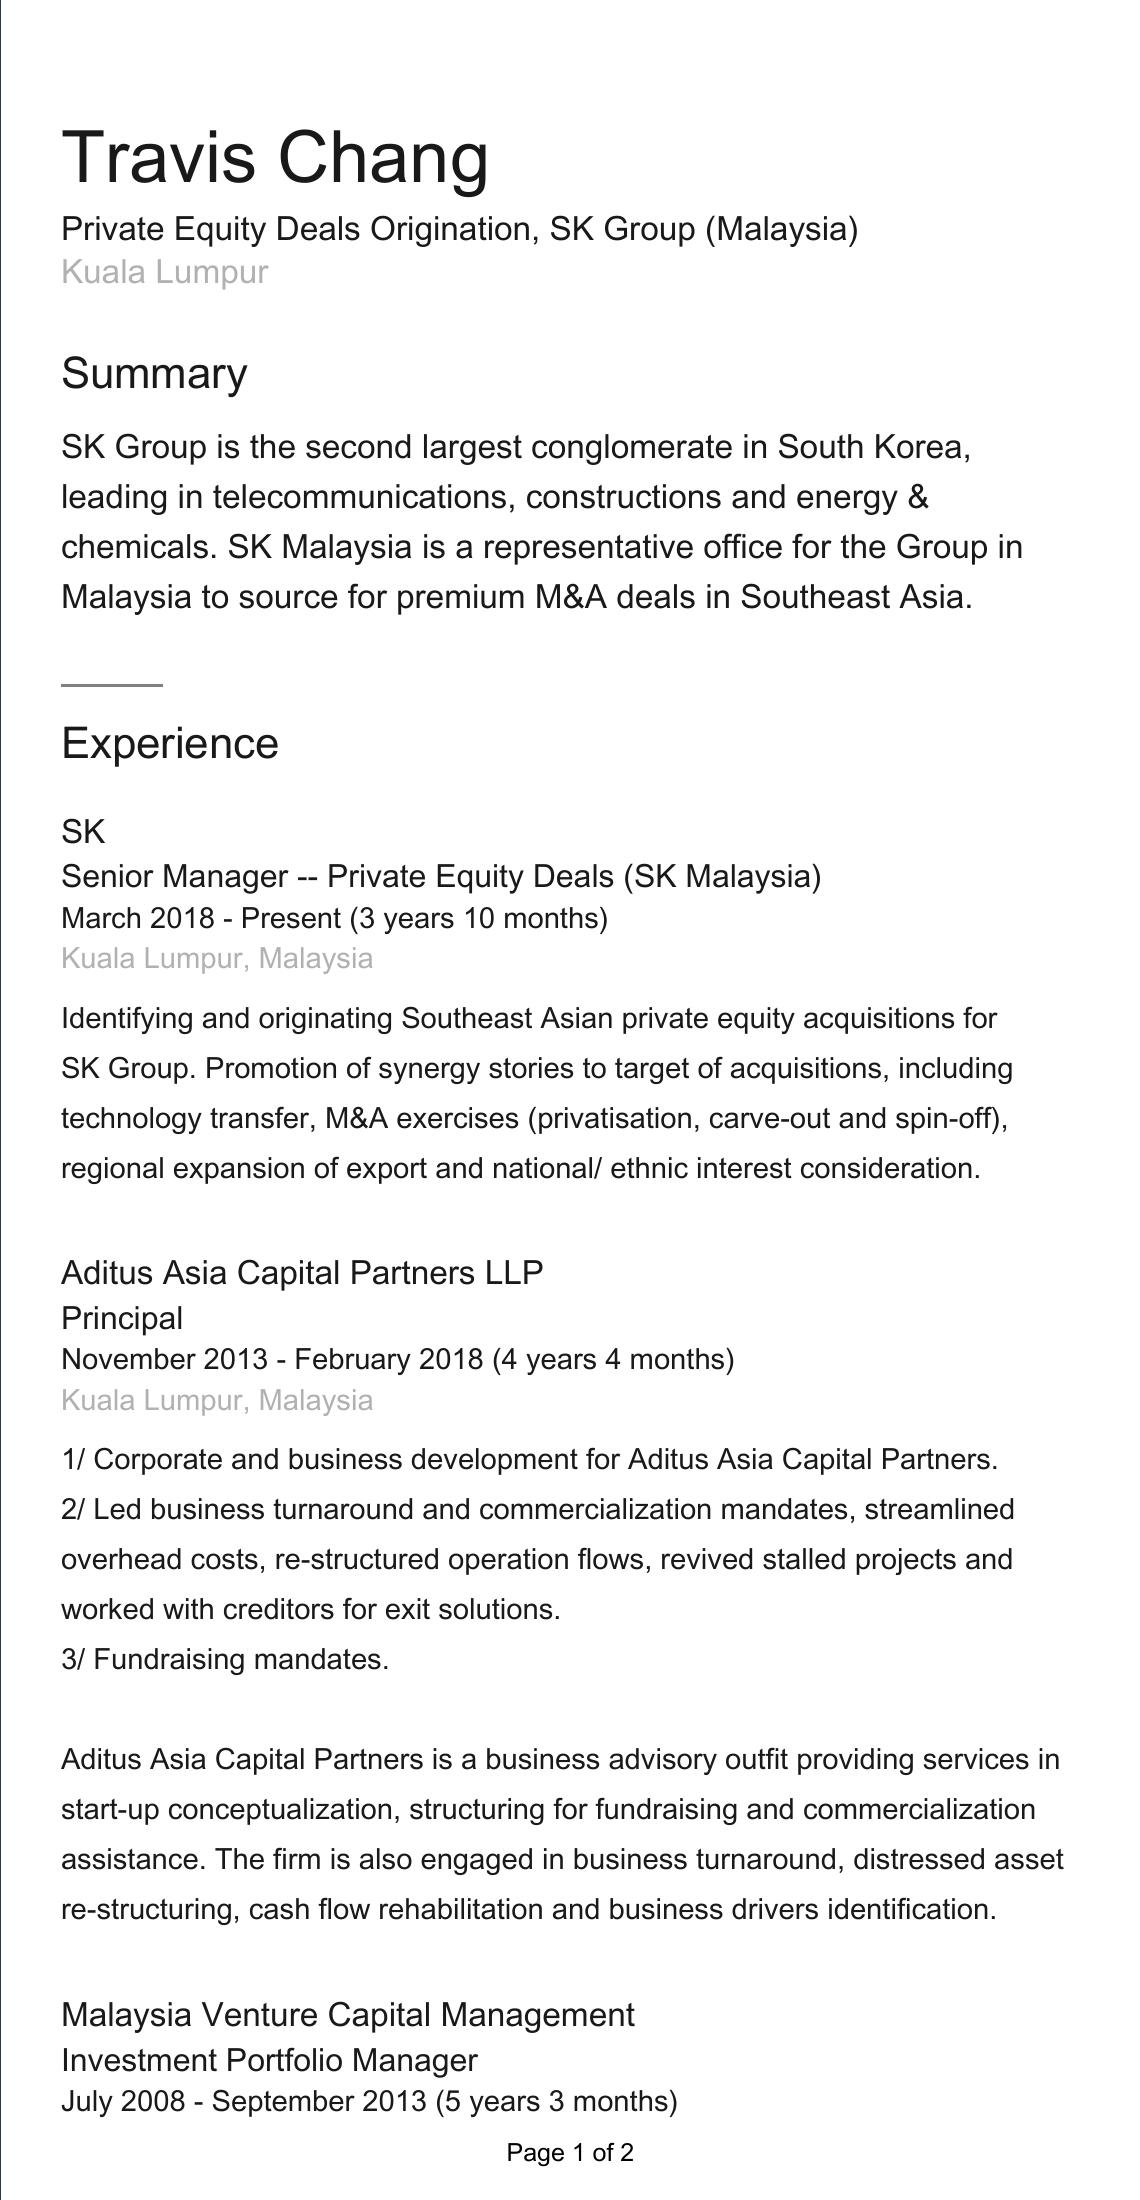 Travis Chang
Private Equity Deals Origination, SK Group (Malaysia)
Kuala Lumpur
Summary
SK Group is the second largest conglomerate in South Korea,
leading in telecommunications, constructions and energy &
chemicals. SK Malaysia is a representative office for the Group in
Malaysia to source for premium M&A deals in Southeast Asia.
Experience
SK
Senior Manager -- Private Equity Deals (SK Malaysia)
March 2018 - Present (3 years 10 months)
Kuala Lumpur, Malaysia
Identifying and originating Southeast Asian private equity acquisitions for
SK Group. Promotion of synergy stories to target of acquisitions, including
technology transfer, M&A exercises (privatisation, carve-out and spin-off),
regional expansion of export and national/ ethnic interest consideration.
Aditus Asia Capital Partners LLP
Principal
November 2013 - February 2018 (4 years 4 months)
Kuala Lumpur, Malaysia
1/ Corporate and business development for Aditus Asia Capital Partners.
2/ Led business turnaround and commercialization mandates, streamlined
overhead costs, re-structured operation flows, revived stalled projects and
worked with creditors for exit solutions.
3/ Fundraising mandates.
Aditus Asia Capital Partners is a business advisory outfit providing services in
start-up conceptualization, structuring for fundraising and commercialization
assistance. The firm is also engaged in business turnaround, distressed asset
re-structuring, cash flow rehabilitation and business drivers identification.
Malaysia Venture Capital Management
Investment Portfolio Manager
July 2008 - September 2013 (5 years 3 months)
Page 1 of 2